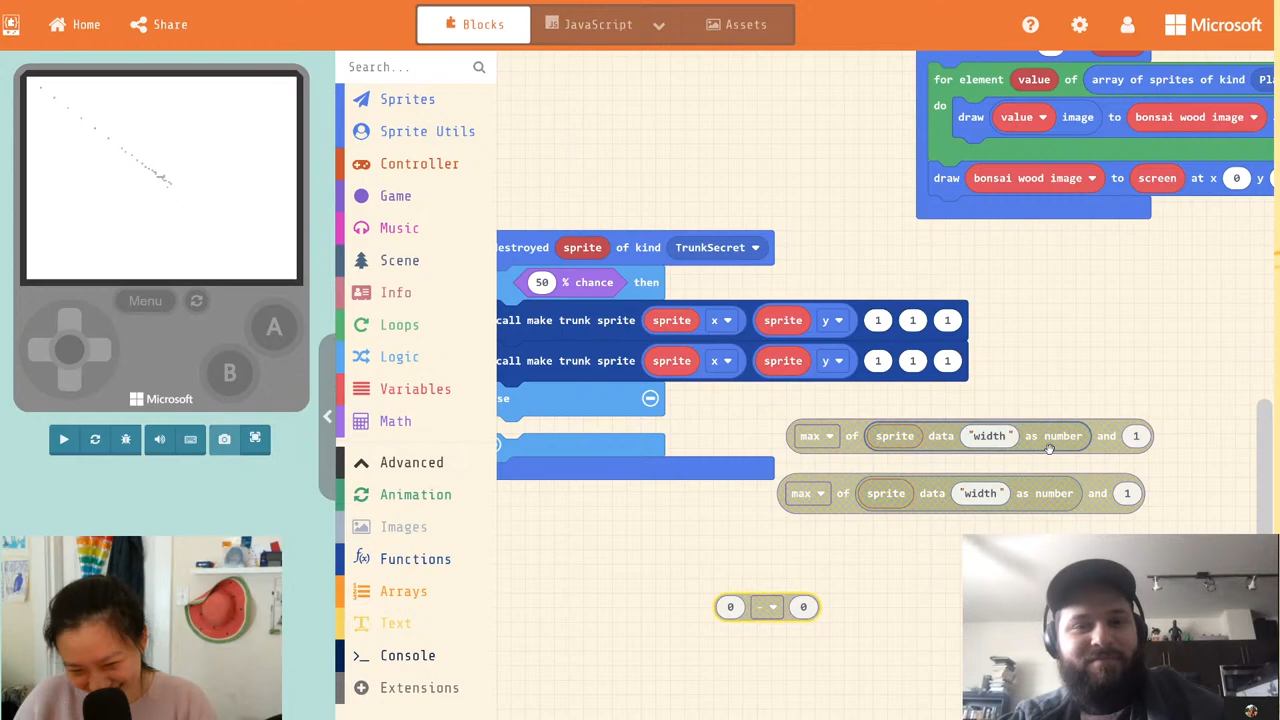 Home
Share
Blocks
JavaScript
Assets
Microsoft
Search...
Sprites
Sprite Utils
Controller
Game
Music
Scene
Info
Loops
Logic
Variables
Math
Advanced
Animation
Images
Functions
Arrays
Text
Console
Extensions
Menu
A
B
Microsoft
for element value of array of sprites of kind Pla
do
draw value image to bonsai wood image
draw bonsai wood image to screen at x 0 y
estroyed sprite of kind TrunkSecret
50 % chance then
call make trunk sprite sprite x sprite y 1 1 1
call make trunk sprite sprite x sprite y 1 1 1
se
max of sprite data "width" as number and 1
max of sprite data "width" as number and 1
0 - 0